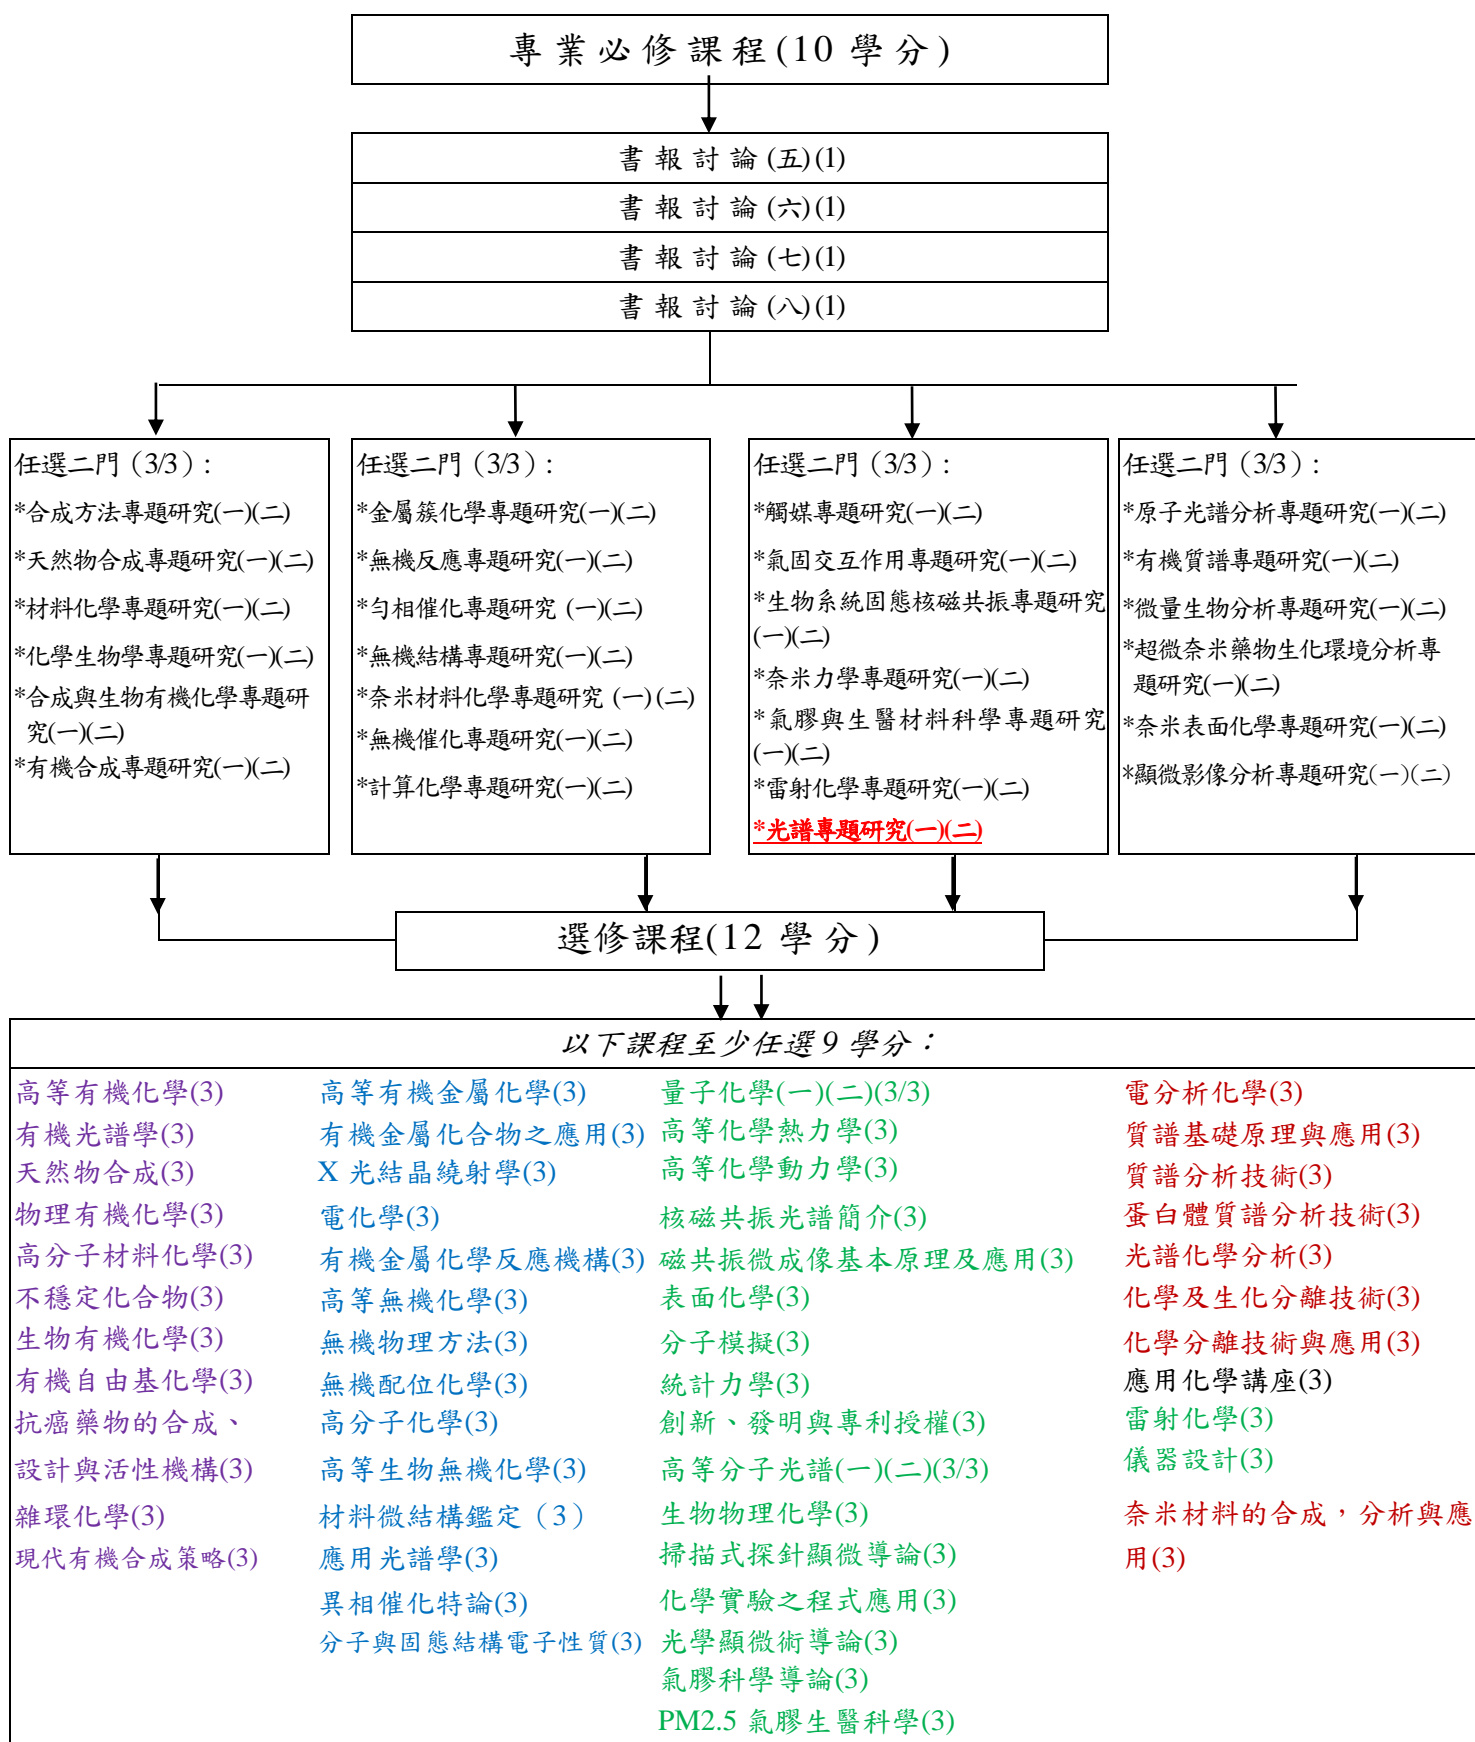 專業必修課程(10 學分)
書報討論(五)(1)
書報討論(六)(1)
書報討論(七)(1)
書報討論(八)(1)
任選二門（3/3）:
*合成方法專題研究(一)(二)
*天然物合成專題研究(一)(二)
*材料化學專題研究(一)(二)
*化學生物學專題研究(一)(二)
*合成與生物有機化學專題研
究(一)(二)
*有機合成專題研究(一)(二)
任選二門（3/3）:
*金屬簇化學專題研究(一)(二)
*無機反應專題研究(一)(二)
*勻相催化專題研究 (一)(二)
*無機結構專題研究(一)(二)
*奈米材料化學專題研究 (一)(二)
*無機催化專題研究(一)(二)
*計算化學專題研究(一)(二)
任選二門（3/3）:
*觸媒專題研究(一)(二)
*氣固交互作用專題研究(一)(二)
*生物系統固態核磁共振專題研究
(一)(二)
*奈米力學專題研究(一)(二)
*氣膠與生醫材料科學專題研究
(一)(二)
*雷射化學專題研究(一)(二)
*光譜專題研究(一)(二)
任選二門（3/3）:
*原子光譜分析專題研究(一)(二)
*有機質譜專題研究(一)(二)
*微量生物分析專題研究(一)(二)
*超微奈米藥物生化環境分析專
題研究(一)(二)
*奈米表面化學專題研究(一)(二)
*顯微影像分析專題研究(一)(二)
選修課程(12 學分)
以下課程至少任選 9 學分：
高等有機化學(3)
有機光譜學(3)
天然物合成(3)
物理有機化學(3)
高分子材料化學(3)
不穩定化合物(3)
生物有機化學(3)
有機自由基化學(3)
抗癌藥物的合成、
設計與活性機構(3)
雜環化學(3)
現代有機合成策略(3)
高等有機金屬化學(3)
有機金屬化合物之應用(3)
X 光結晶繞射學(3)
電化學(3)
有機金屬化學反應機構(3)
高等無機化學(3)
無機物理方法(3)
無機配位化學(3)
高分子化學(3)
高等生物無機化學(3)
材料微結構鑑定（3）
應用光譜學(3)
異相催化特論(3)
分子與固態結構電子性質(3)
量子化學(一)(二)(3/3)
高等化學熱力學(3)
高等化學動力學(3)
核磁共振光譜簡介(3)
磁共振微成像基本原理及應用(3)
表面化學(3)
分子模擬(3)
統計力學(3)
創新、發明與專利授權(3)
高等分子光譜(一)(二)(3/3)
生物物理化學(3)
掃描式探針顯微導論(3)
化學實驗之程式應用(3)
光學顯微術導論(3)
氣膠科學導論(3)
PM2.5 氣膠生醫科學(3)
電分析化學(3)
質譜基礎原理與應用(3)
質譜分析技術(3)
蛋白體質譜分析技術(3)
光譜化學分析(3)
化學及生化分離技術(3)
化學分離技術與應用(3)
應用化學講座(3)
雷射化學(3)
儀器設計(3)
奈米材料的合成，分析與應
用(3)